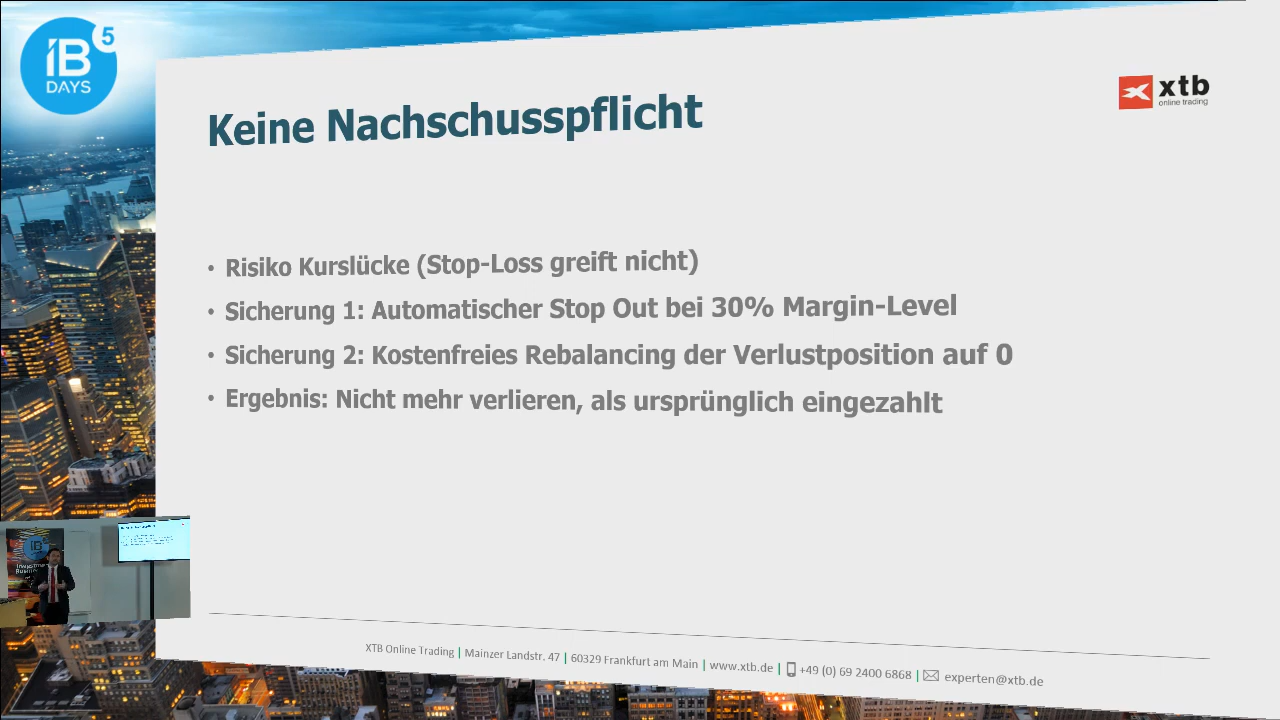 IB 5
DAYS
xtb
online trading
Keine Nachschusspflicht
• Risiko Kurslücke (Stop-Loss greift nicht)
• Sicherung 1: Automatischer Stop Out bei 30% Margin-Level
• Sicherung 2: Kostenfreies Rebalancing der Verlustposition auf 0
• Ergebnis: Nicht mehr verlieren, als ursprünglich eingezahlt
IB
XTB Online Trading | Mainzer Landstr. 47 | 60329 Frankfurt am Main | www.xtb.de | +49 (0) 69 2400 6868 | experten@xtb.de